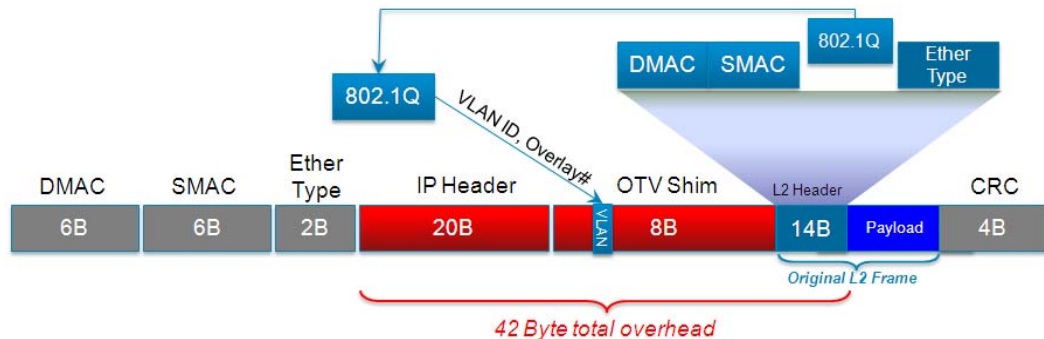 802.1Q
DMAC SMAC
Ether
Type
802.1Q
VLAN ID, Overlay#
DMAC
SMAC
Ether
Type
IP Header
OTV Shim
L2 Header
CRC
6B
6B
2B
20B
VLAN
8B
14B
Payload
4B
Original L2 Frame
42 Byte total overhead